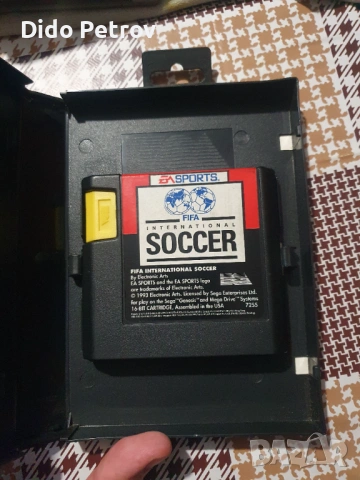 Dido Petrov
EA SPORTS
FIFA
INTERNATIONAL
SOCCER
FIFA INTERNATIONAL SOCCER
By Electronic Arts
EA SPORTS and the EA SPORTS logo
are trademarks of Electronic Arts.
© 1993 Electronic Arts. Licensed by Sega Enterprises Ltd.
for play on the Sega™ Genesis™ and Mega Drive™ Systems
16-BIT CARTRIDGE. Assembled in the USA 7255
BAZAR